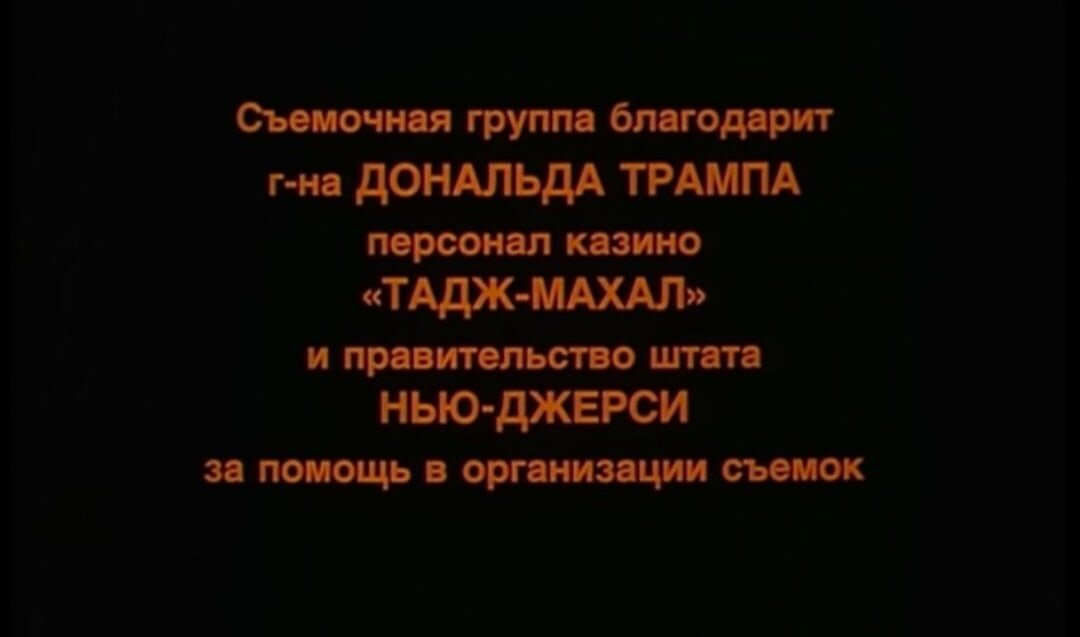 Съемочная группа благодарит
г-на ДОНАЛЬДА ТРАМПА
персонал казино
«ТАДЖ-МАХАЛ»
и правительство штата
НЬЮ-ДЖЕРСИ
за помощь в организации съемок